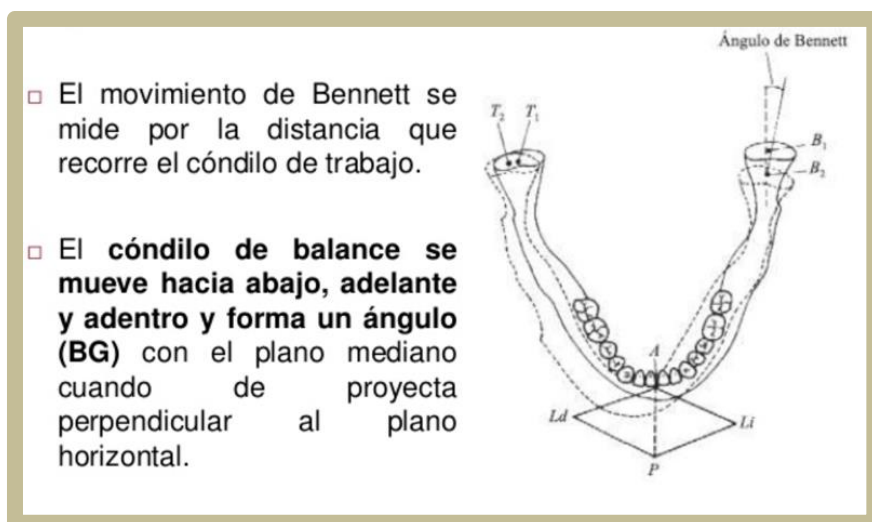 El movimiento de Bennett se
mide por la distancia que
recorre el cóndilo de trabajo.
El cóndilo de balance se
mueve hacia abajo, adelante
y adentro y forma un ángulo
(BG) con el plano mediano
cuando de proyecta
perpendicular al plano
horizontal.
Ángulo de Bennett
T₂ T₁
B₁
B₂
A
Ld
Li
P